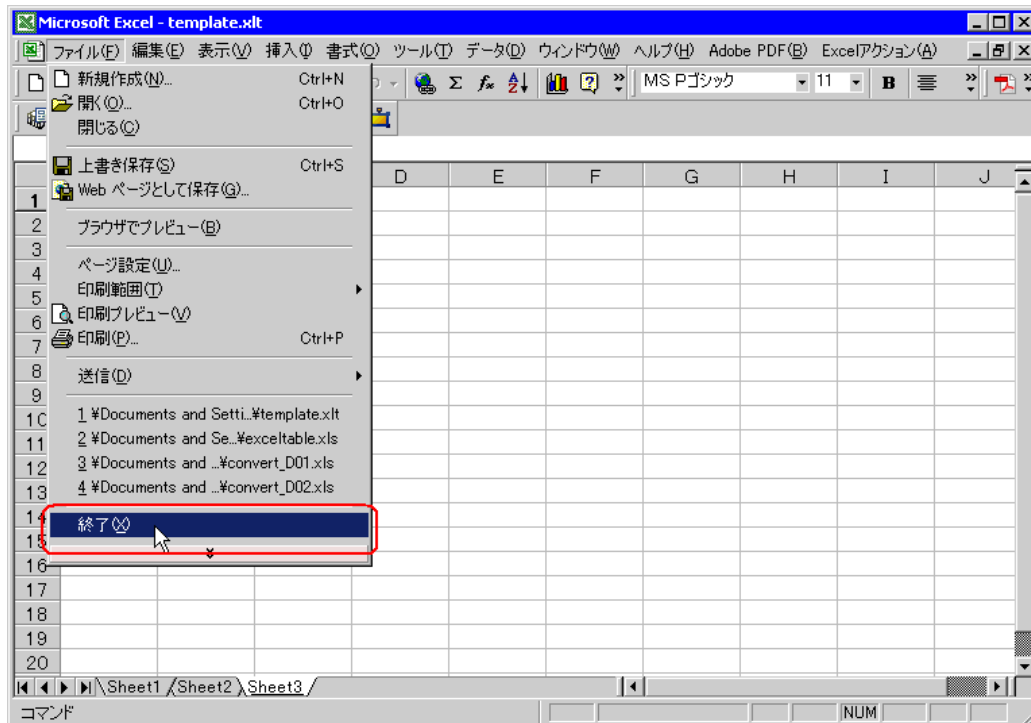 Microsoft Excel - template.xlt
ファイル(F) 編集(E) 表示(V) 挿入(I) 書式(O) ツール(T) データ(D) ウィンドウ(W) ヘルプ(H) Adobe PDF(B) Excelアクション(A)
MS Pゴシック 11 B
新規作成(N)... Ctrl+N
開く(O)... Ctrl+O
閉じる(C)
上書き保存(S) Ctrl+S
Web ページとして保存(G)...
ブラウザでプレビュー(B)
ページ設定(U)...
印刷範囲(T)
印刷プレビュー(V)
印刷(P)... Ctrl+P
送信(D)
1 ¥Documents and Setti...¥template.xlt
2 ¥Documents and Se...¥exceltable.xls
3 ¥Documents and ...¥convert_D01.xls
4 ¥Documents and ...¥convert_D02.xls
終了(X)
D E F G H I J
1
2
3
4
5
6
7
8
9
10
11
12
13
14
15
16
17
18
19
20
Sheet1 Sheet2 Sheet3
コマンド NUM